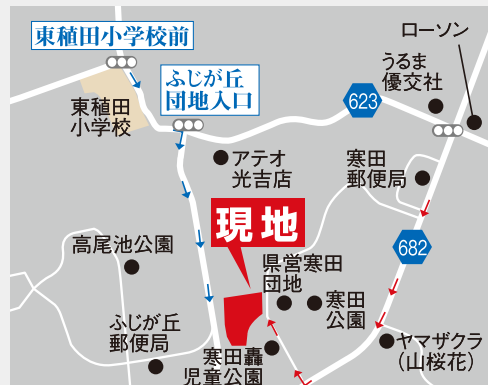 東稙田小学校前
ローソン
ふじが丘
団地入口
うるま
優交社
623
東稙田
小学校
アテオ
光吉店
寒田
郵便局
現地
682
高尾池公園
県営寒田
団地
寒田
公園
ふじが丘
郵便局
ヤマザクラ
(山桜花)
寒田轟
児童公園